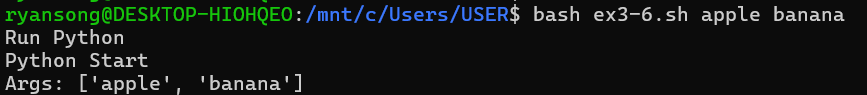 ryansong@DESKTOP-HIOHQEO:/mnt/c/Users/USER$ bash ex3-6.sh apple banana
Run Python
Python Start
Args: ['apple', 'banana']